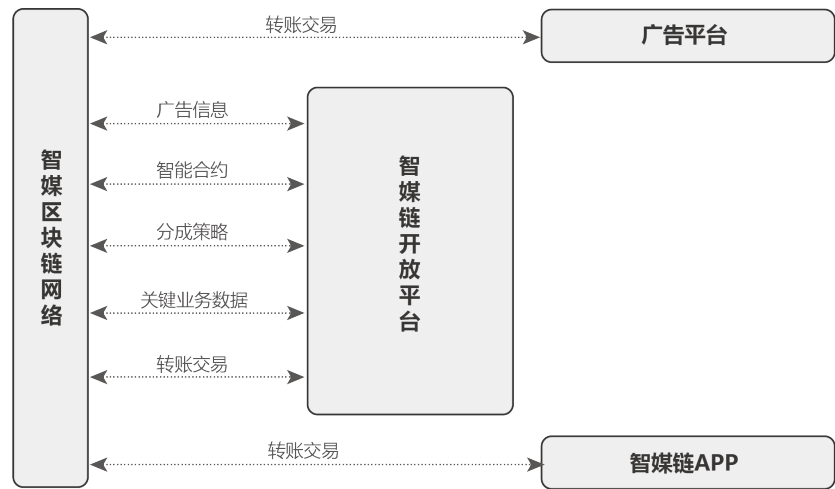 转账交易
广告平台
智媒区块链网络
广告信息
智能合约
分成策略
关键业务数据
转账交易
智媒链开放平台
转账交易
智媒链APP